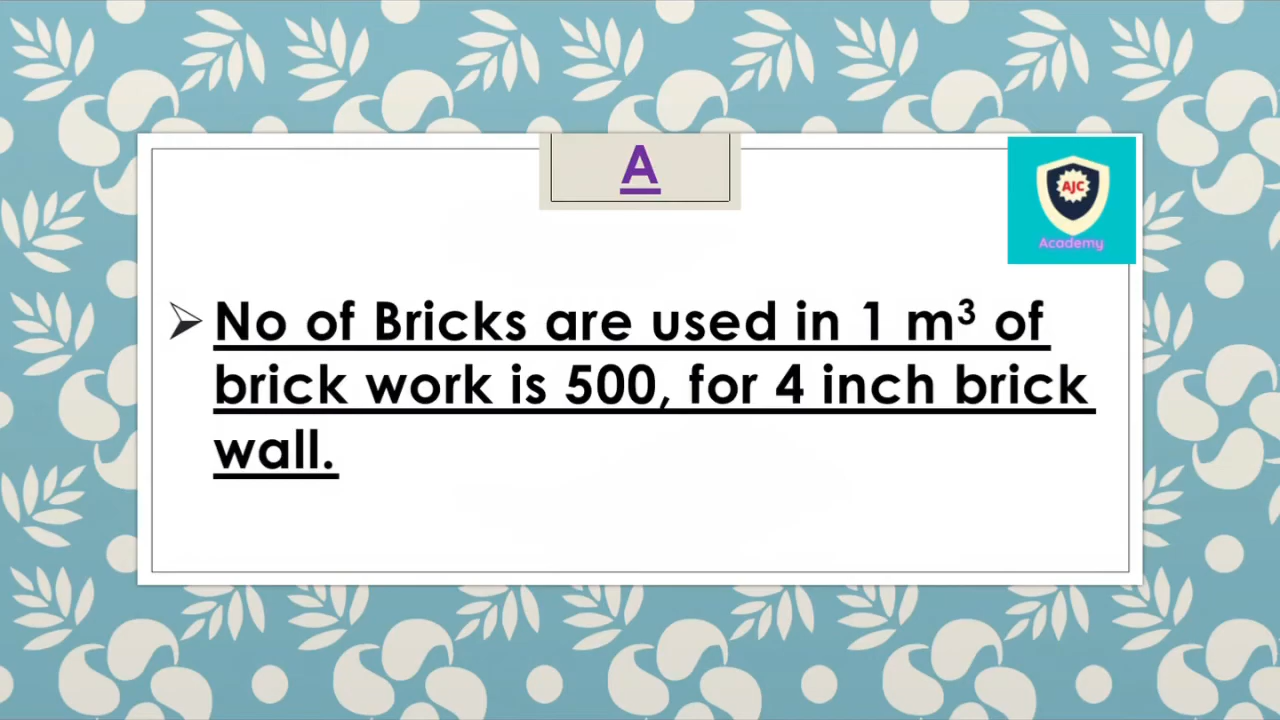 A
AJC
Academy
➢ No of Bricks are used in 1 m³ of
brick work is 500, for 4 inch brick
wall.